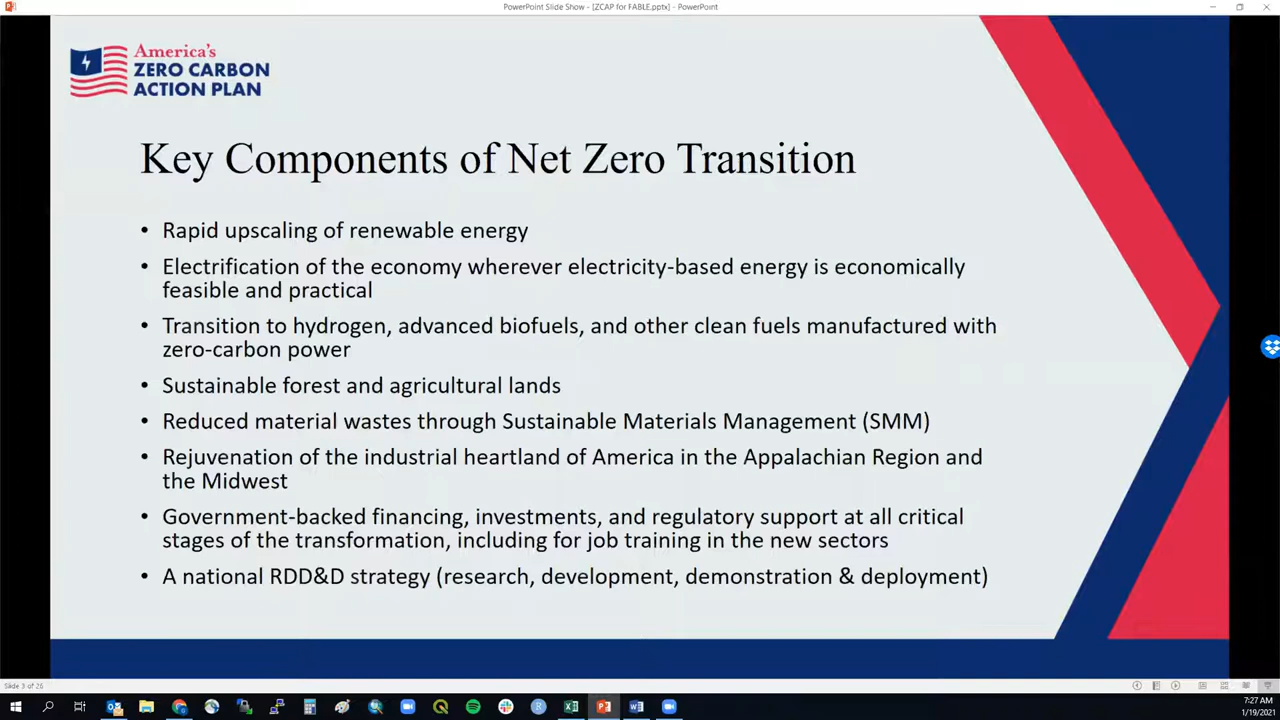 PowerPoint Slide Show - [ZCAP for FABLE.pptx] - PowerPoint
America's
ZERO CARBON
ACTION PLAN
Key Components of Net Zero Transition
• Rapid upscaling of renewable energy
• Electrification of the economy wherever electricity-based energy is economically
feasible and practical
• Transition to hydrogen, advanced biofuels, and other clean fuels manufactured with
zero-carbon power
• Sustainable forest and agricultural lands
• Reduced material wastes through Sustainable Materials Management (SMM)
• Rejuvenation of the industrial heartland of America in the Appalachian Region and
the Midwest
• Government-backed financing, investments, and regulatory support at all critical
stages of the transformation, including for job training in the new sectors
• A national RDD&D strategy (research, development, demonstration & deployment)
Slide 3 of 26
7:27 AM
1/19/2021